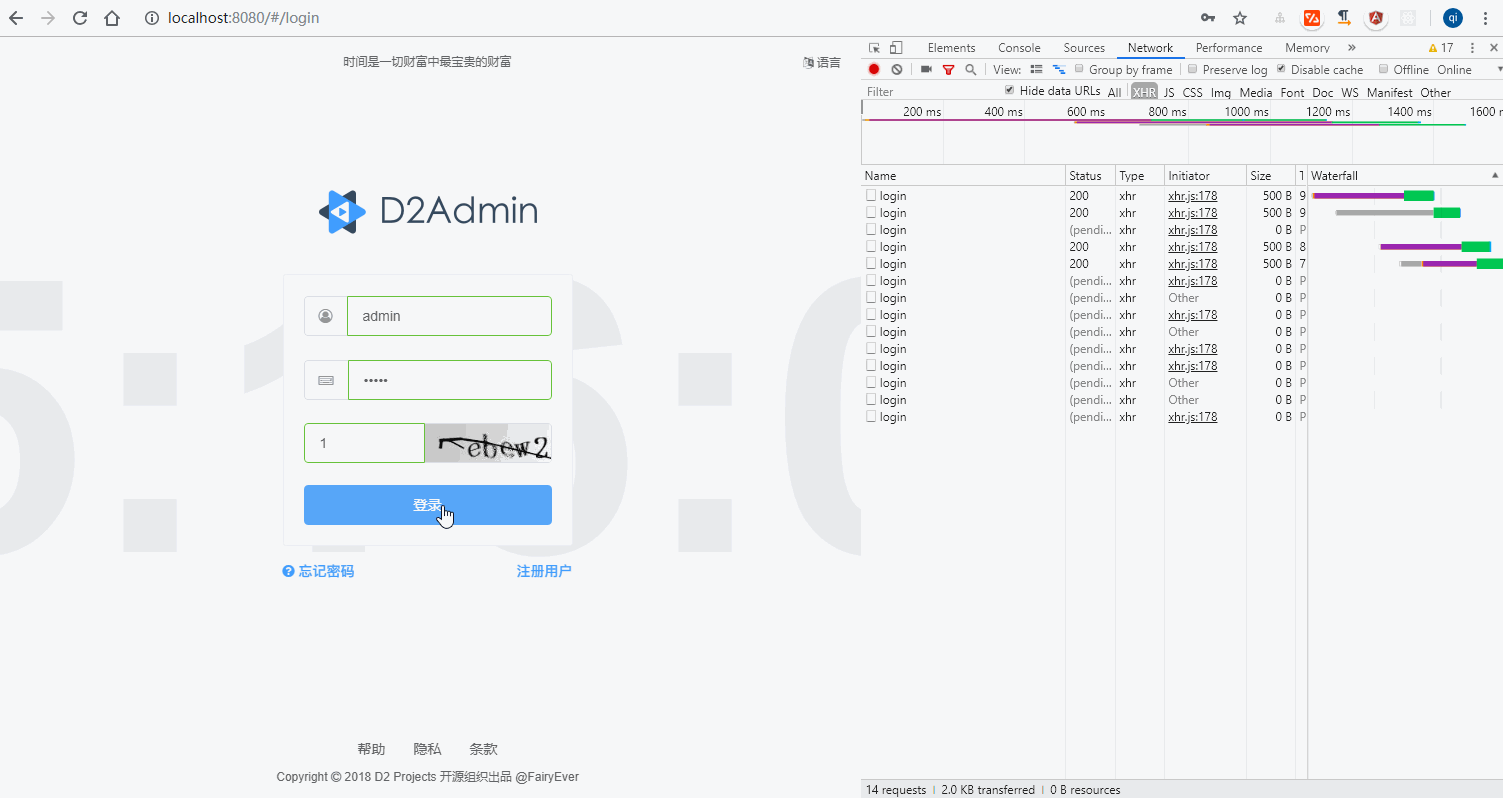 localhost:8080/#/login
qi
时间是一切财富中最宝贵的财富
语言
D2Admin
admin
•••••
1
ebew2
登录
忘记密码
注册用户
帮助 隐私 条款
Copyright © 2018 D2 Projects 开源组织出品 @FairyEver
Elements Console Sources Network Performance Memory » 17
View: Group by frame Preserve log Disable cache Offline Online
Filter Hide data URLs All XHR JS CSS Img Media Font Doc WS Manifest Other
200 ms 400 ms 600 ms 800 ms 1000 ms 1200 ms 1400 ms 1600 m
Name Status Type Initiator Size T Waterfall
login 200 xhr xhr.js:178 500 B 9
login 200 xhr xhr.js:178 500 B 9
login (pendi... xhr xhr.js:178 0 B P
login 200 xhr xhr.js:178 500 B 8
login 200 xhr xhr.js:178 500 B 7
login (pendi... xhr xhr.js:178 0 B P
login (pendi... xhr Other 0 B P
login (pendi... xhr xhr.js:178 0 B P
login (pendi... xhr Other 0 B P
login (pendi... xhr xhr.js:178 0 B P
login (pendi... xhr xhr.js:178 0 B P
login (pendi... xhr Other 0 B P
login (pendi... xhr Other 0 B P
login (pendi... xhr xhr.js:178 0 B P
14 requests 2.0 KB transferred 0 B resources